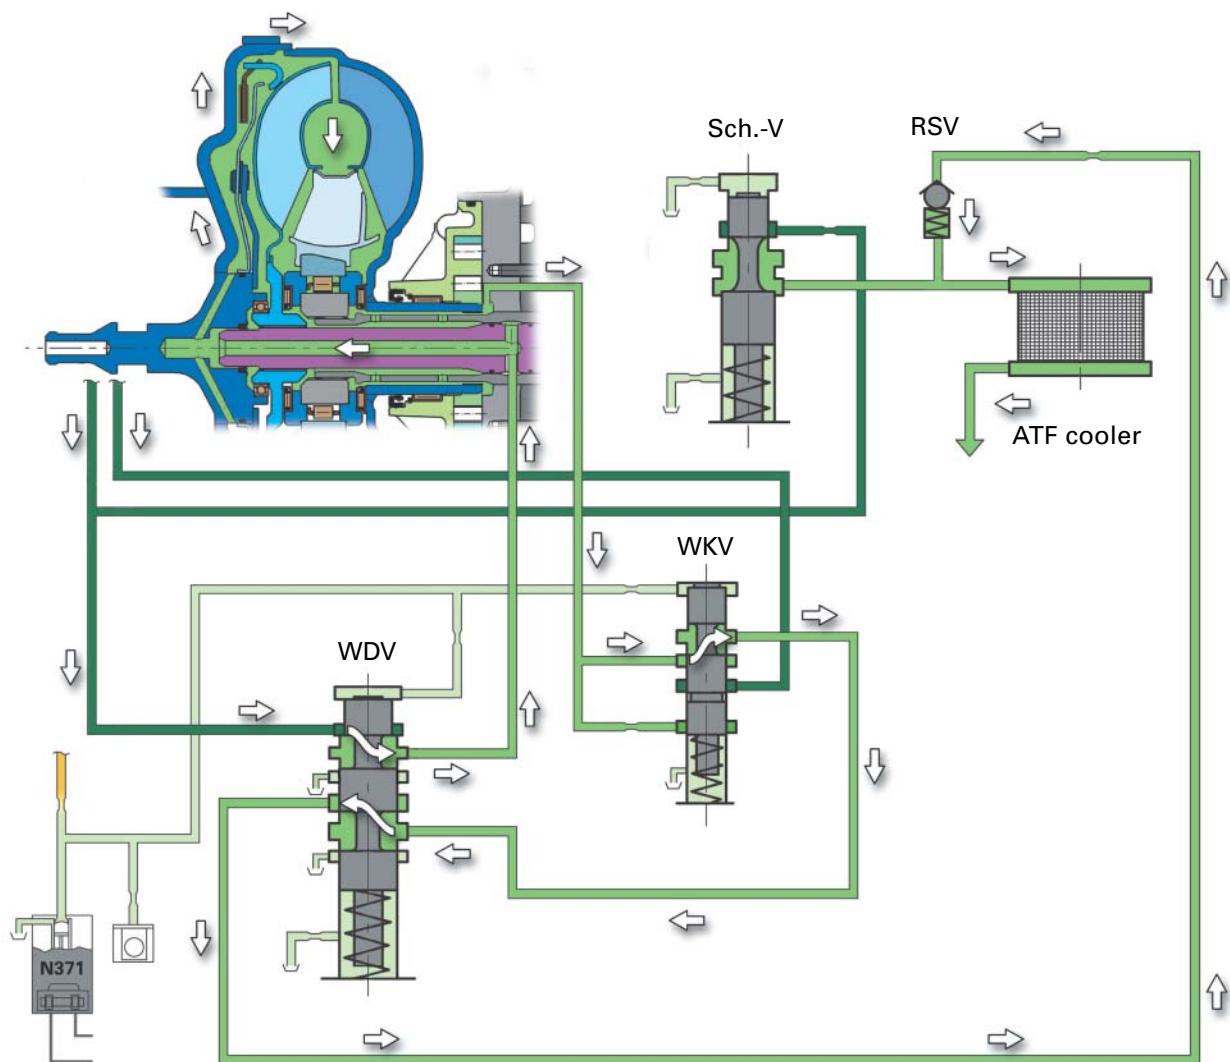 Sch.-V
RSV
ATF cooler
WKV
WDV
N371